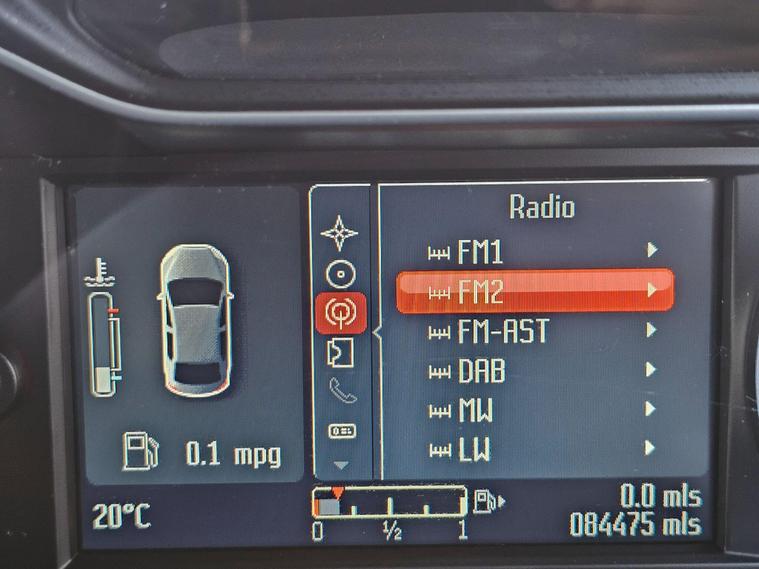 Radio
FM1
FM2
FM-AST
DAB
MW
LW
0.1 mpg
20°C
0 ½ 1
0.0 mls
084475 mls